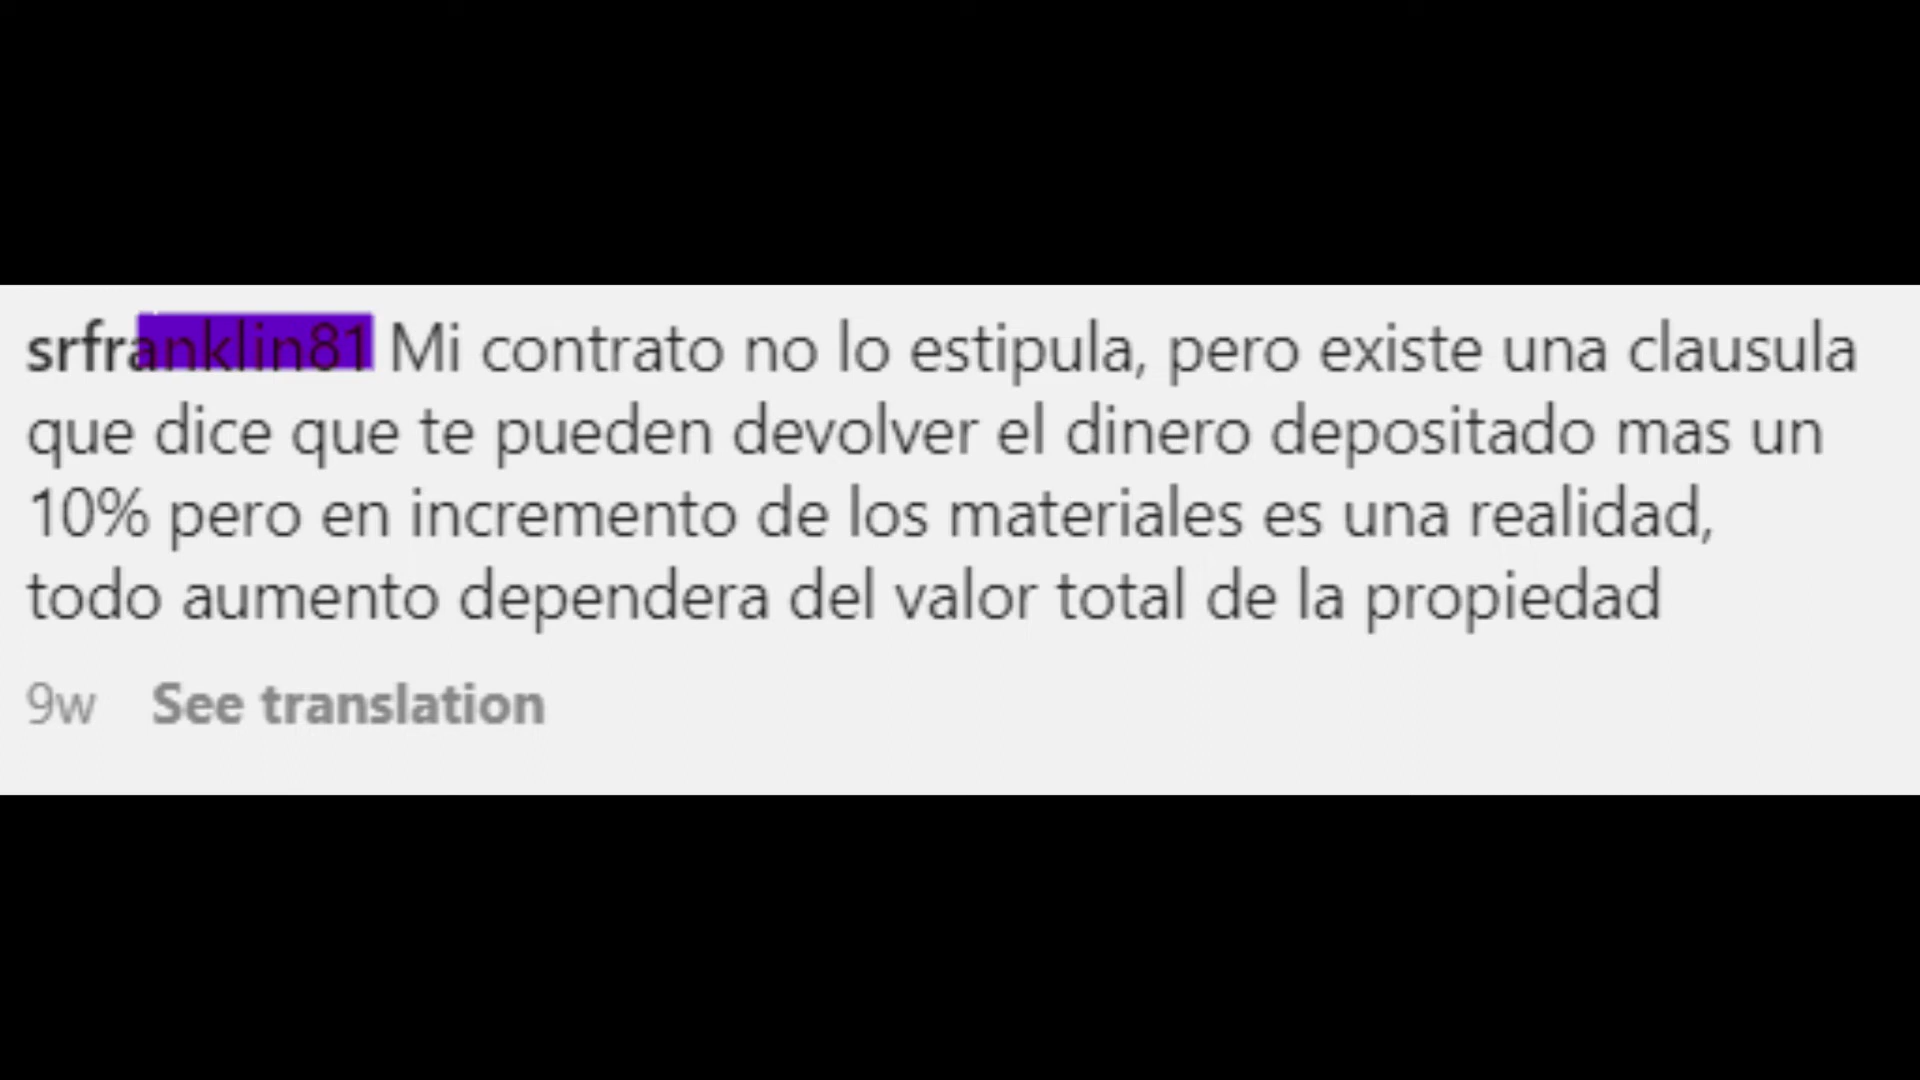 srfranklin81 Mi contrato no lo estipula, pero existe una clausula
que dice que te pueden devolver el dinero depositado mas un
10% pero en incremento de los materiales es una realidad,
todo aumento dependera del valor total de la propiedad
9w See translation